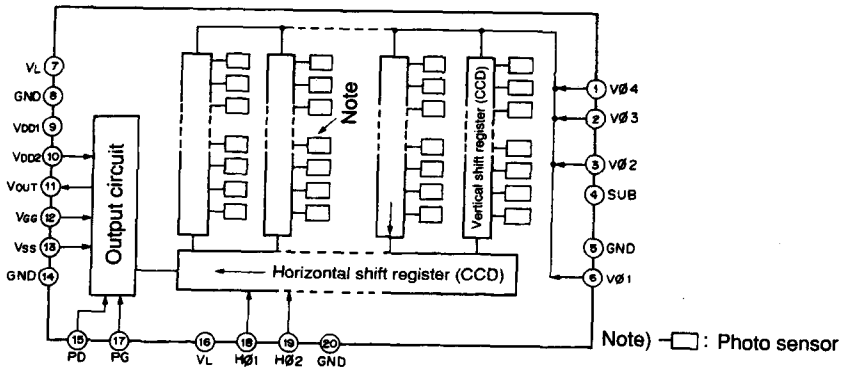 VL 7
GND 8
VDD1 9
VDD2 10
VOUT 11
VGG 12
VSS 13
GND 14
Output circuit
Note
Vertical shift register (CCD)
1 VØ4
2 VØ3
3 VØ2
4 SUB
5 GND
6 VØ1
Horizontal shift register (CCD)
15 PD
17 PG
16 VL
18 HØ1
19 HØ2
20 GND
Note) : Photo sensor